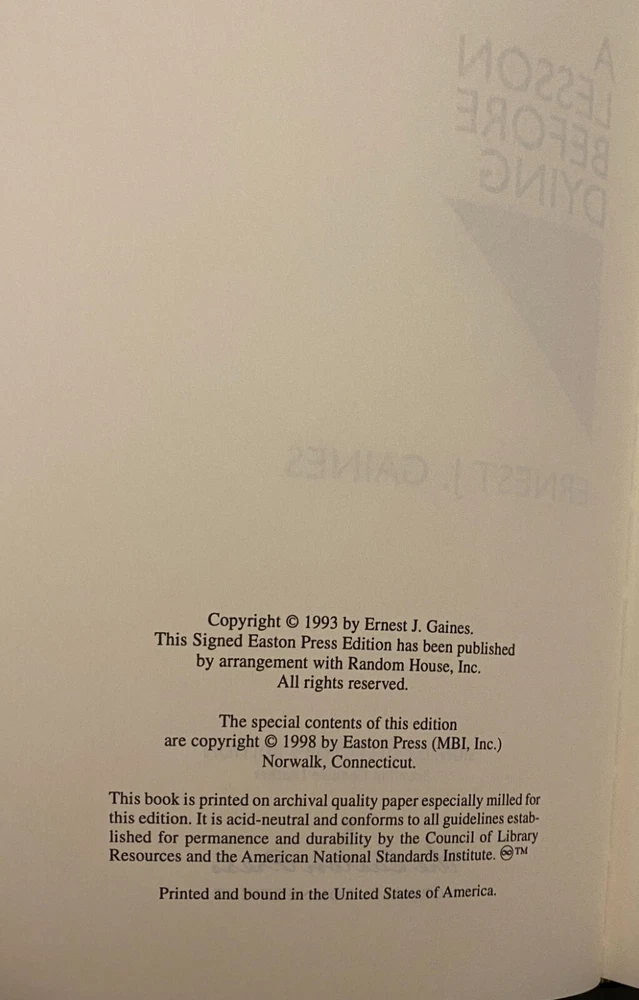 A
LESSON
BEFORE
DYING
ERNEST J. GAINES
Copyright © 1993 by Ernest J. Gaines.
This Signed Easton Press Edition has been published
by arrangement with Random House, Inc.
All rights reserved.
The special contents of this edition
are copyright © 1998 by Easton Press (MBI, Inc.)
Norwalk, Connecticut.
This book is printed on archival quality paper especially milled for
this edition. It is acid-neutral and conforms to all guidelines estab-
lished for permanence and durability by the Council of Library
Resources and the American National Standards Institute. ♾™
Printed and bound in the United States of America.